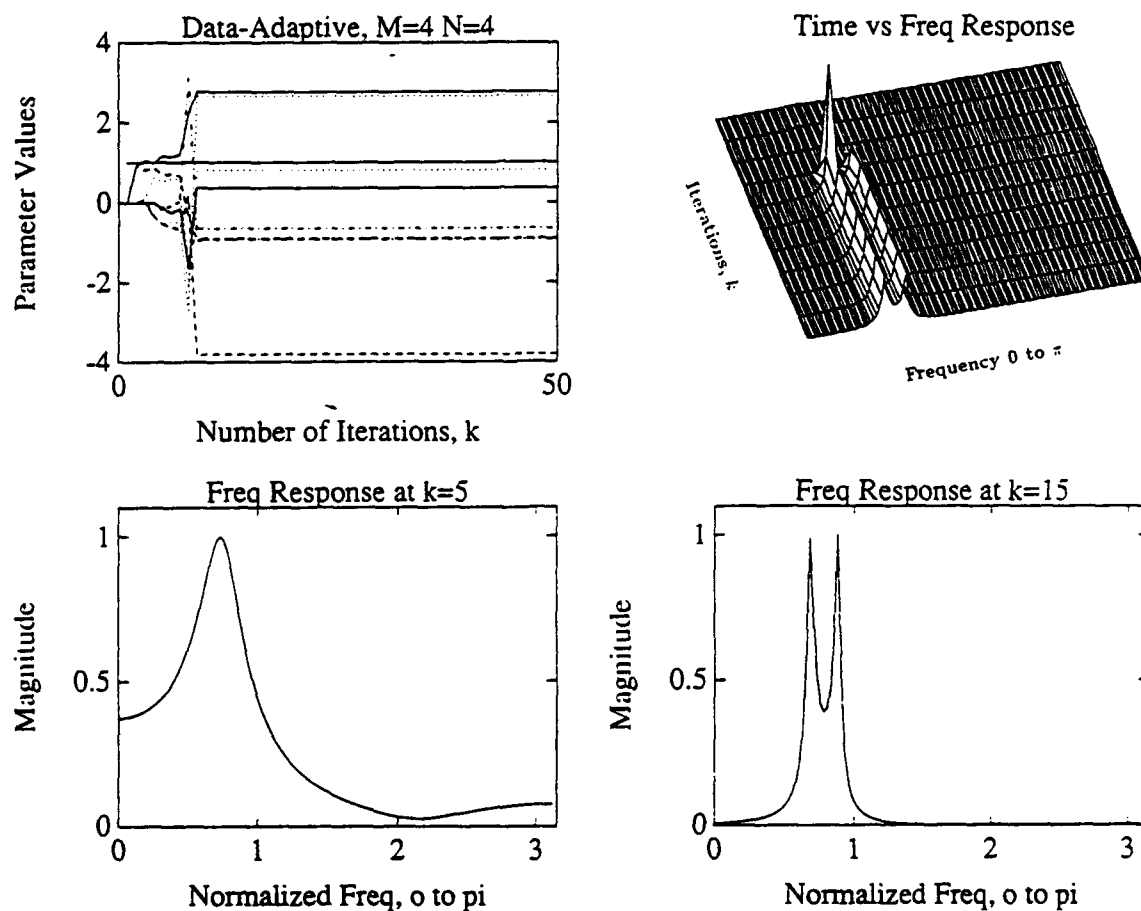 Data-Adaptive, M=4 N=4
4
2
0
-2
-4
Parameter Values
0
50
Number of Iterations, k
Time vs Freq Response
Iterations, k
Frequency 0 to π
Freq Response at k=5
1
0.5
0
Magnitude
0
1
2
3
Normalized Freq, o to pi
Freq Response at k=15
1
0.5
0
Magnitude
0
1
2
3
Normalized Freq, o to pi